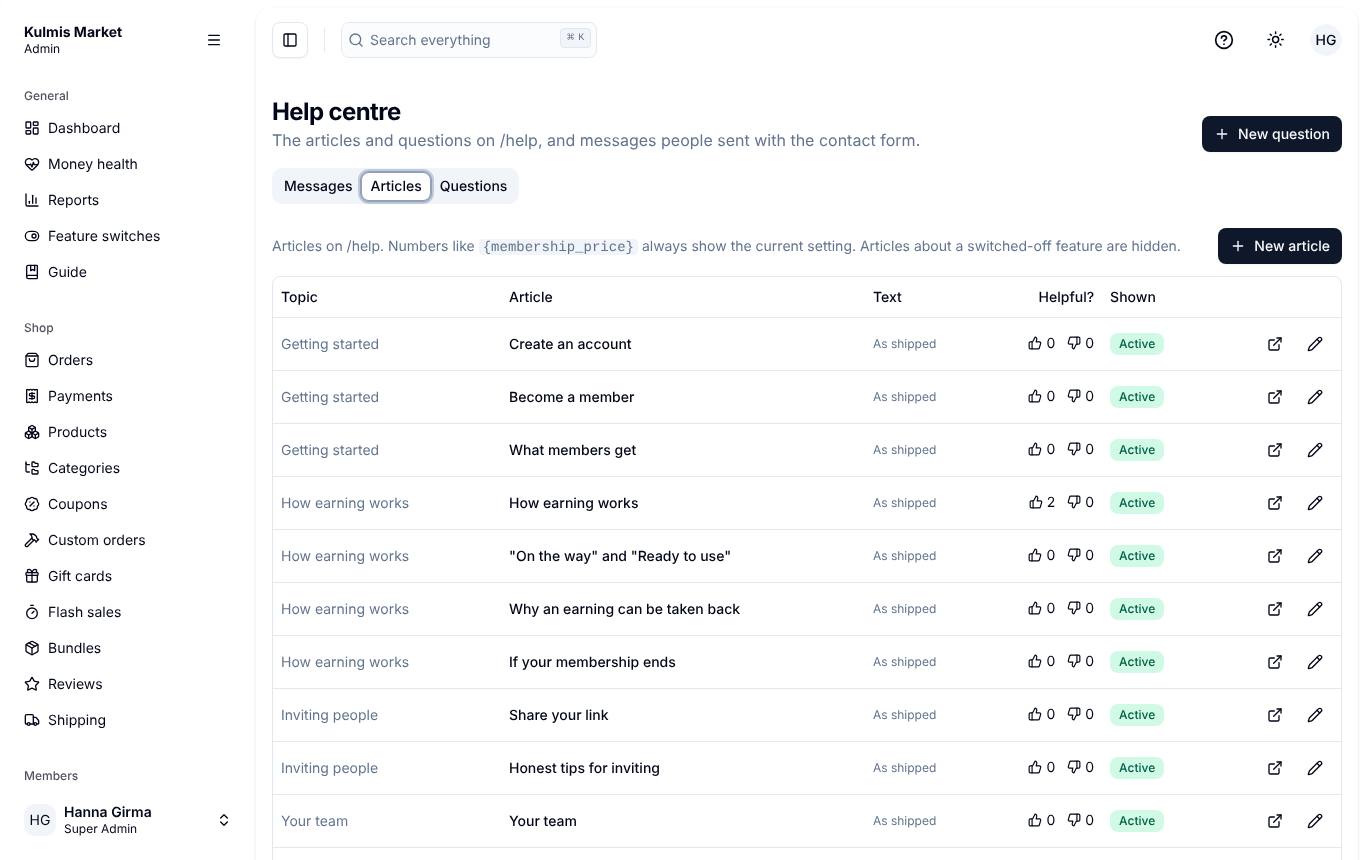 Kulmis Market
Admin
General
Dashboard
Money health
Reports
Feature switches
Guide
Shop
Orders
Payments
Products
Categories
Coupons
Custom orders
Gift cards
Flash sales
Bundles
Reviews
Shipping
Members
HG
Hanna Girma
Super Admin
Search everything ⌘ K
HG
Help centre
The articles and questions on /help, and messages people sent with the contact form.
New question
Messages Articles Questions
Articles on /help. Numbers like {membership_price} always show the current setting. Articles about a switched-off feature are hidden.
New article
Topic Article Text Helpful? Shown
Getting started Create an account As shipped 0 0 Active
Getting started Become a member As shipped 0 0 Active
Getting started What members get As shipped 0 0 Active
How earning works How earning works As shipped 2 0 Active
How earning works "On the way" and "Ready to use" As shipped 0 0 Active
How earning works Why an earning can be taken back As shipped 0 0 Active
How earning works If your membership ends As shipped 0 0 Active
Inviting people Share your link As shipped 0 0 Active
Inviting people Honest tips for inviting As shipped 0 0 Active
Your team Your team As shipped 0 0 Active